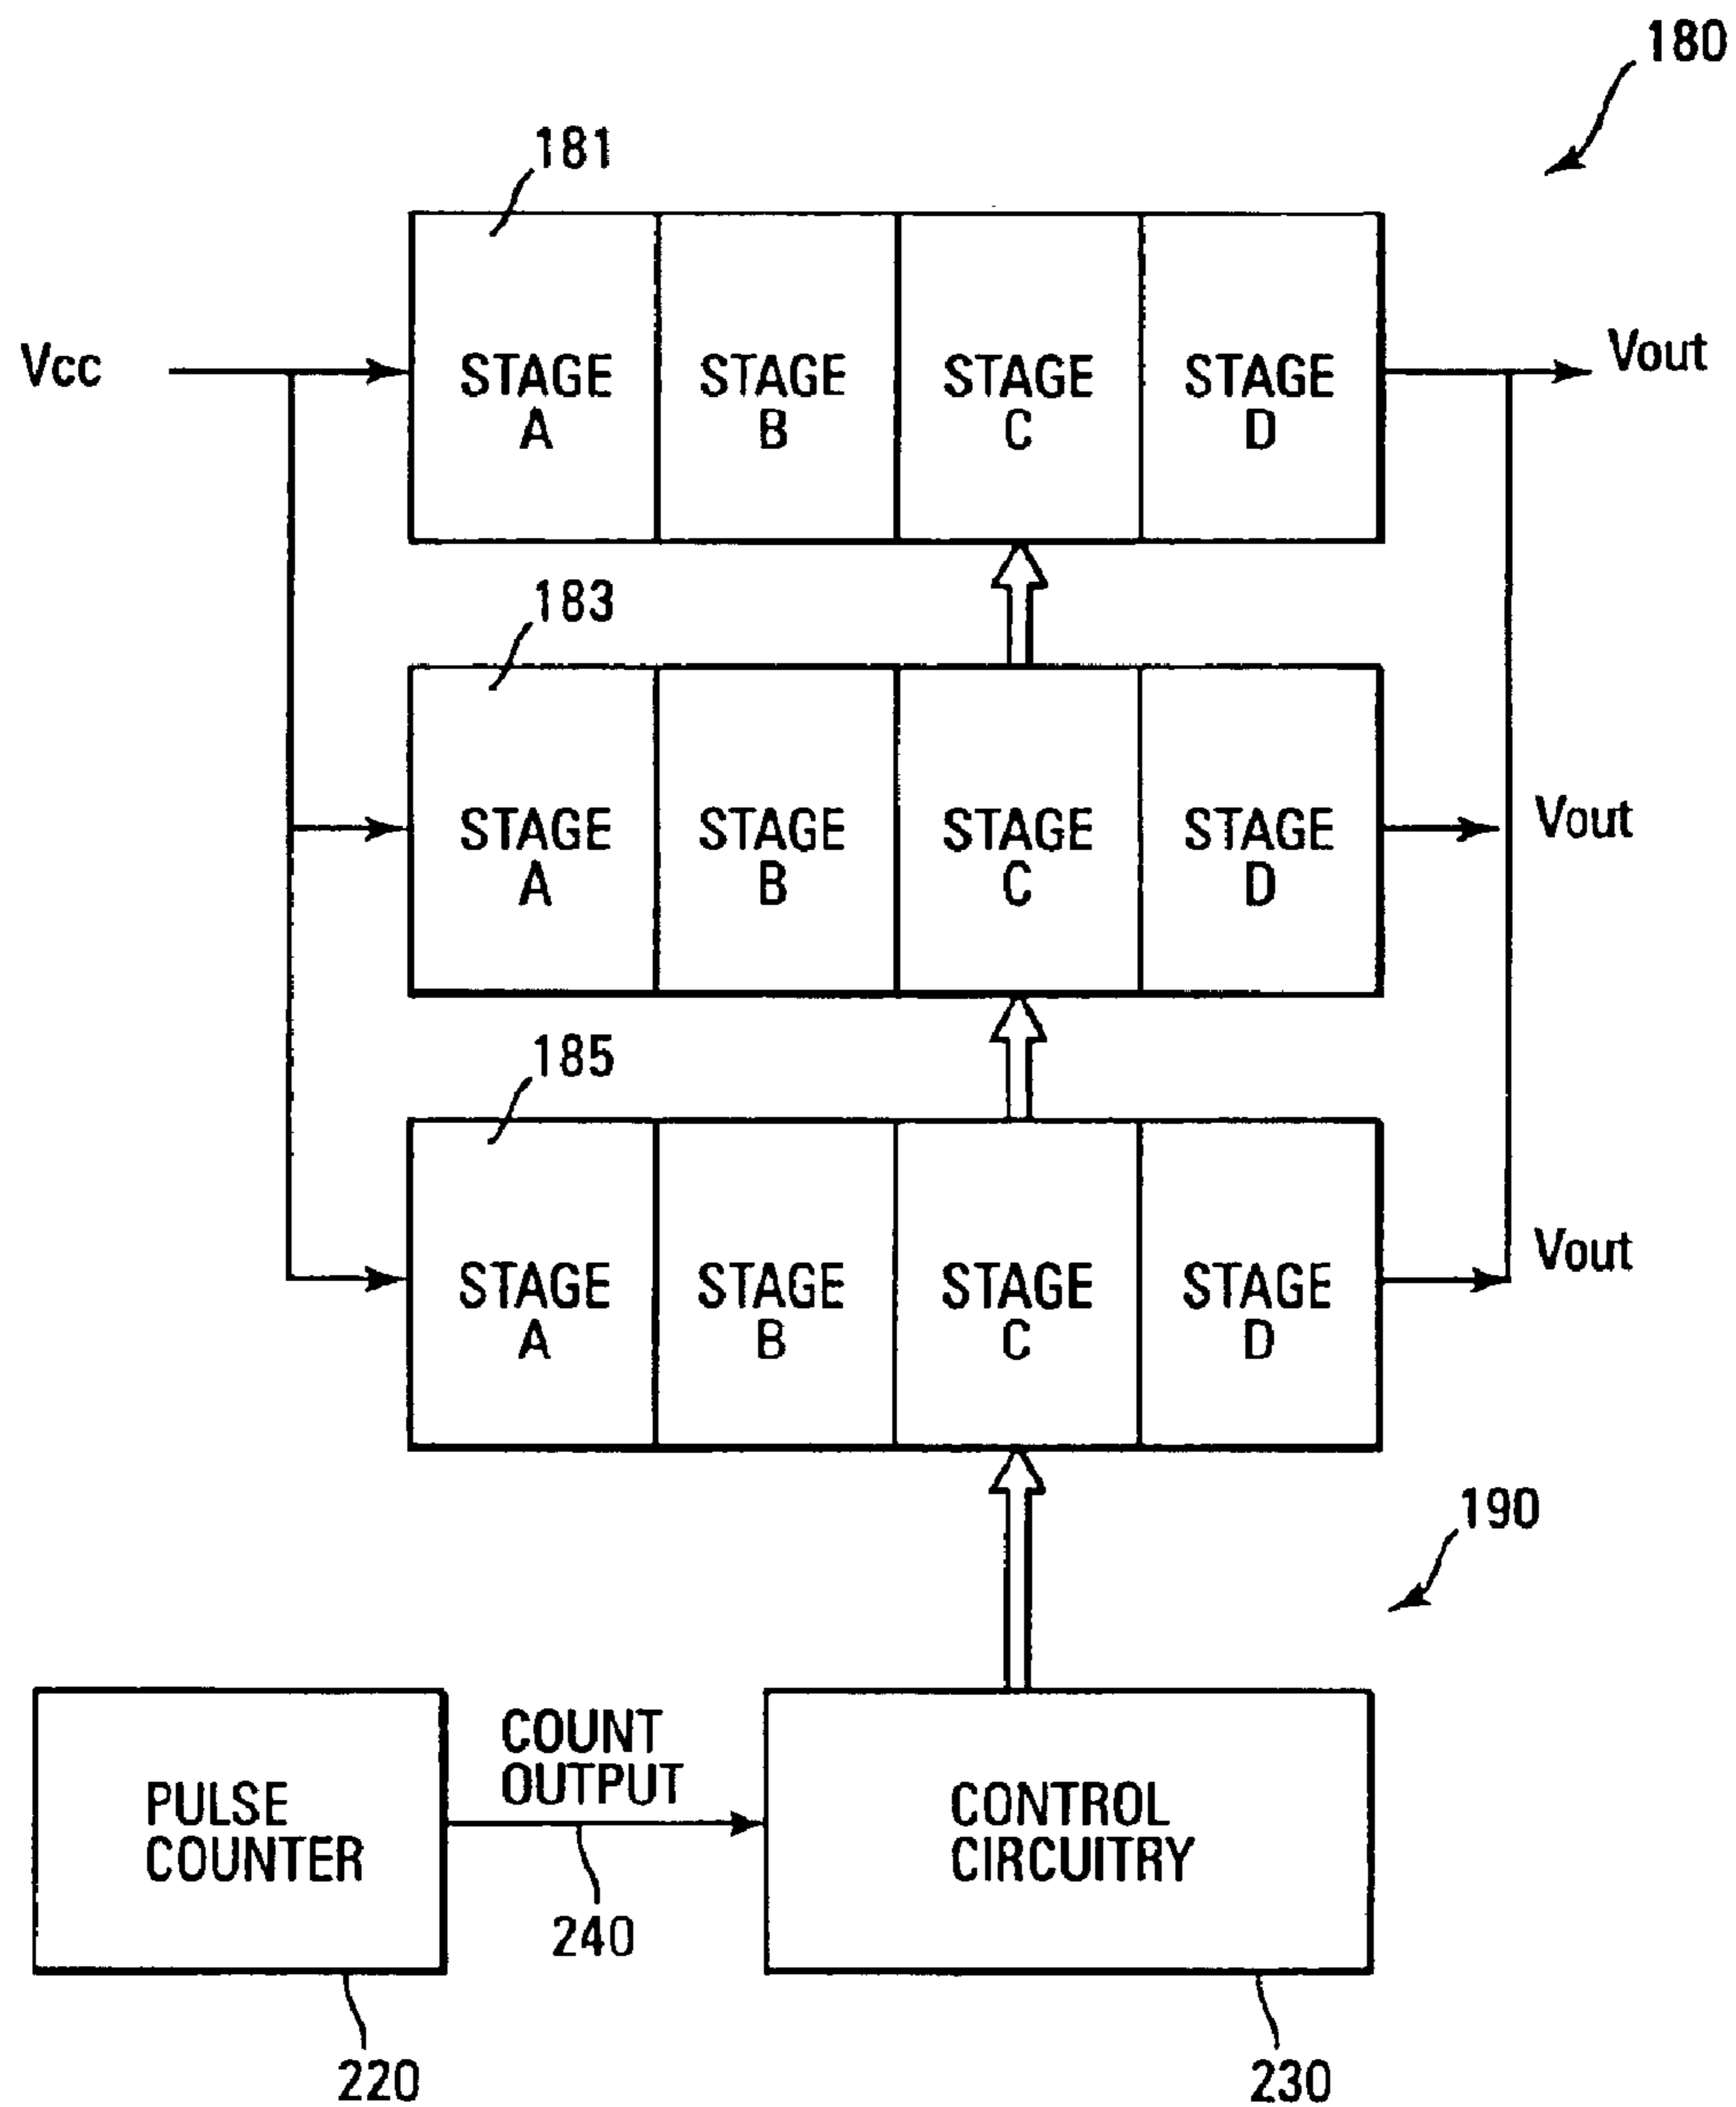 180
181
Vcc
STAGE A
STAGE B
STAGE C
STAGE D
Vout
183
STAGE A
STAGE B
STAGE C
STAGE D
Vout
185
STAGE A
STAGE B
STAGE C
STAGE D
Vout
190
PULSE
COUNTER
COUNT
OUTPUT
CONTROL
CIRCUITRY
240
220
230